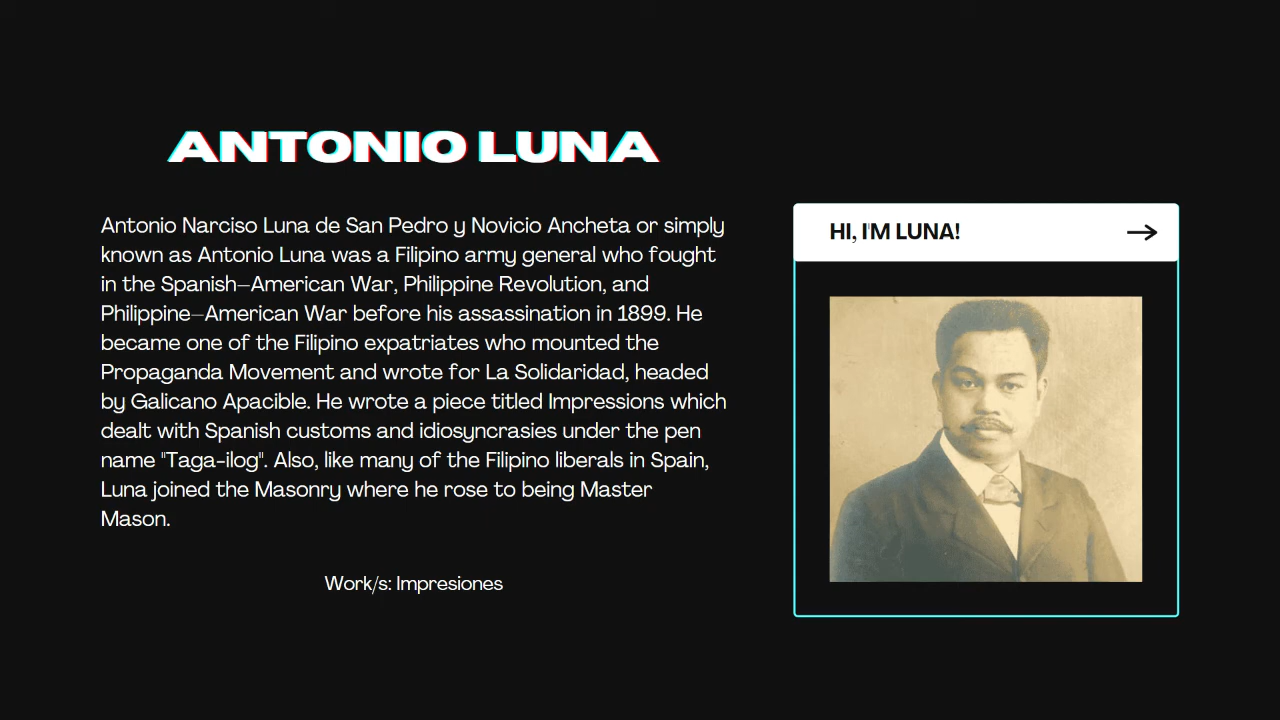 ANTONIO LUNA
Antonio Narciso Luna de San Pedro y Novicio Ancheta or simply
known as Antonio Luna was a Filipino army general who fought
in the Spanish–American War, Philippine Revolution, and
Philippine–American War before his assassination in 1899. He
became one of the Filipino expatriates who mounted the
Propaganda Movement and wrote for La Solidaridad, headed
by Galicano Apacible. He wrote a piece titled Impressions which
dealt with Spanish customs and idiosyncrasies under the pen
name "Taga-ilog". Also, like many of the Filipino liberals in Spain,
Luna joined the Masonry where he rose to being Master
Mason.
Work/s: Impresiones
HI, I'M LUNA!